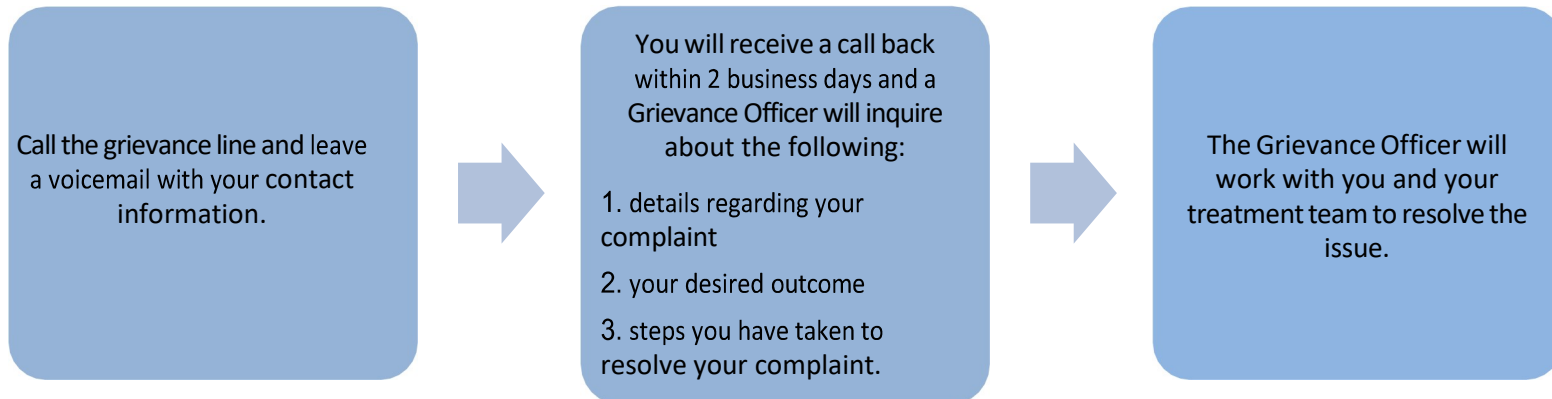 Call the grievance line and leave
a voicemail with your contact
information.
You will receive a call back
within 2 business days and a
Grievance Officer will inquire
about the following:
1. details regarding your
complaint
2. your desired outcome
3. steps you have taken to
resolve your complaint.
The Grievance Officer will
work with you and your
treatment team to resolve the
issue.